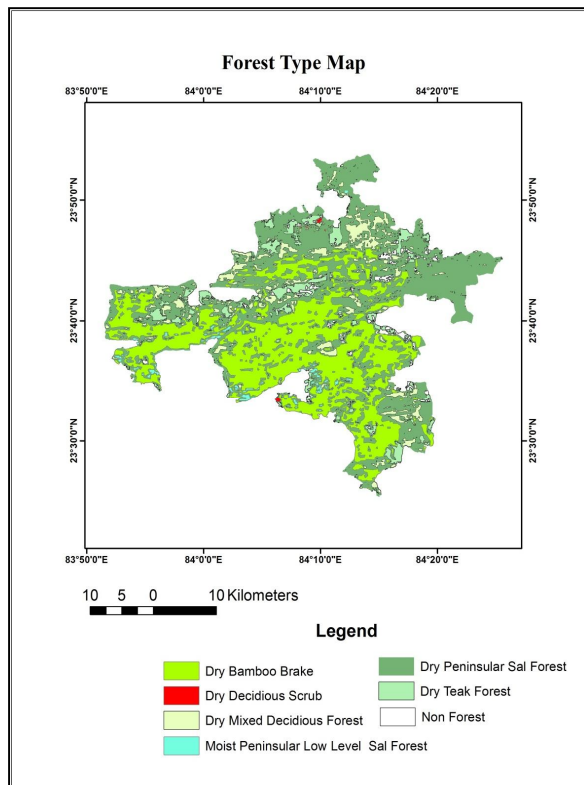 Forest Type Map
83°50'0"E 84°0'0"E 84°10'0"E 84°20'0"E
23°50'0"N 23°50'0"N
23°40'0"N 23°40'0"N
23°30'0"N 23°30'0"N
83°50'0"E 84°0'0"E 84°10'0"E 84°20'0"E
10 5 0 10 Kilometers
Legend
Dry Bamboo Brake
Dry Decidious Scrub
Dry Mixed Decidious Forest
Moist Peninsular Low Level Sal Forest
Dry Peninsular Sal Forest
Dry Teak Forest
Non Forest